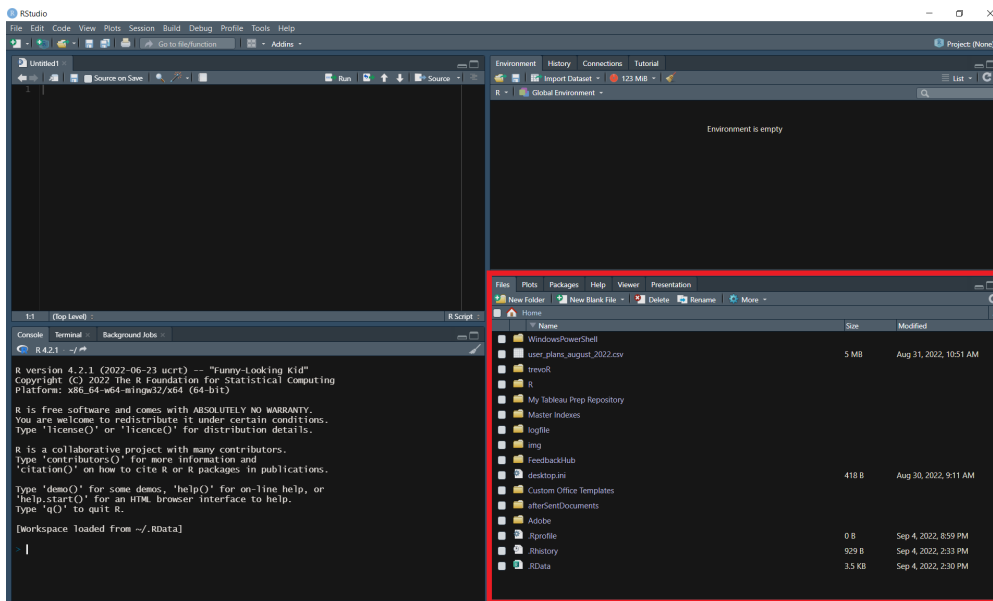 RStudio
File Edit Code View Plots Session Build Debug Profile Tools Help
Go to file/function Addins
Project: (None)
Untitled1
Source on Save Run Source
1
1:1 (Top Level) R Script
Console Terminal Background Jobs
R 4.2.1 · ~/
R version 4.2.1 (2022-06-23 ucrt) -- "Funny-Looking Kid"
Copyright (C) 2022 The R Foundation for Statistical Computing
Platform: x86_64-w64-mingw32/x64 (64-bit)
R is free software and comes with ABSOLUTELY NO WARRANTY.
You are welcome to redistribute it under certain conditions.
Type 'license()' or 'licence()' for distribution details.
R is a collaborative project with many contributors.
Type 'contributors()' for more information and
'citation()' on how to cite R or R packages in publications.
Type 'demo()' for some demos, 'help()' for on-line help, or
'help.start()' for an HTML browser interface to help.
Type 'q()' to quit R.
[Workspace loaded from ~/.RData]
>
Environment History Connections Tutorial
Import Dataset 123 MiB List
R Global Environment
Environment is empty
Files Plots Packages Help Viewer Presentation
New Folder New Blank File Delete Rename More
Home
Name Size Modified
WindowsPowerShell
user_plans_august_2022.csv 5 MB Aug 31, 2022, 10:51 AM
trevoR
R
My Tableau Prep Repository
Master Indexes
logfile
img
FeedbackHub
desktop.ini 418 B Aug 30, 2022, 9:11 AM
Custom Office Templates
afterSentDocuments
Adobe
.Rprofile 0 B Sep 4, 2022, 8:59 PM
.Rhistory 929 B Sep 4, 2022, 2:33 PM
.RData 3.5 KB Sep 4, 2022, 2:30 PM